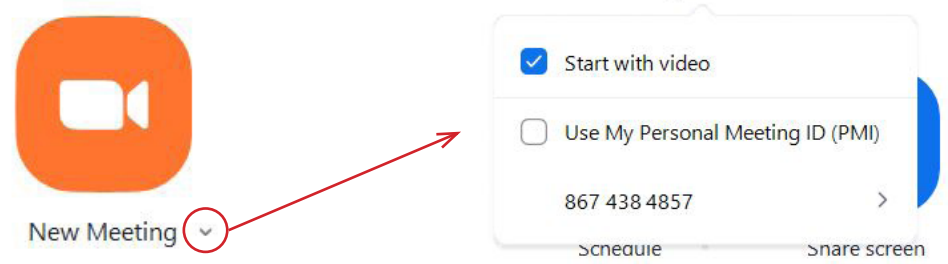 New Meeting
Start with video
Use My Personal Meeting ID (PMI)
867 438 4857
Schedule
Share screen